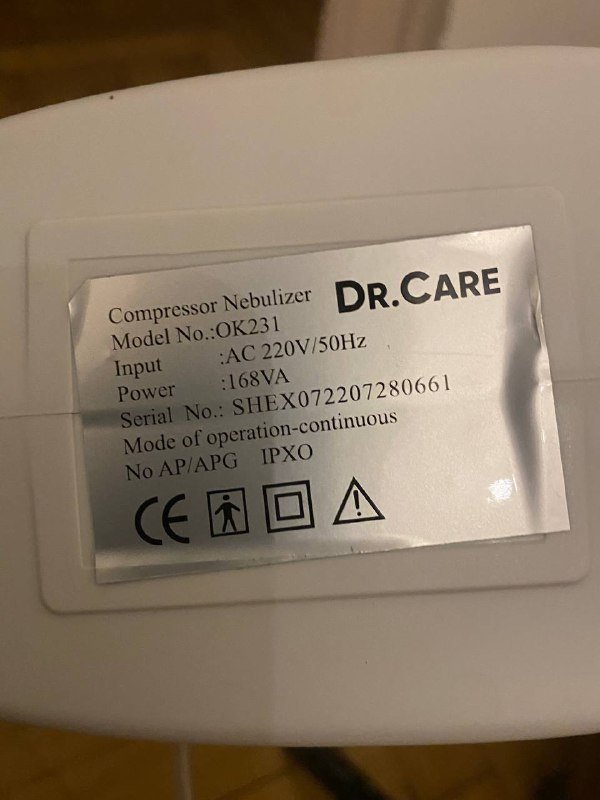 Compressor Nebulizer DR.CARE
Model No.:OK231
Input :AC 220V/50Hz
Power :168VA
Serial No.: SHEX072207280661
Mode of operation-continuous
No AP/APG IPXO
CE